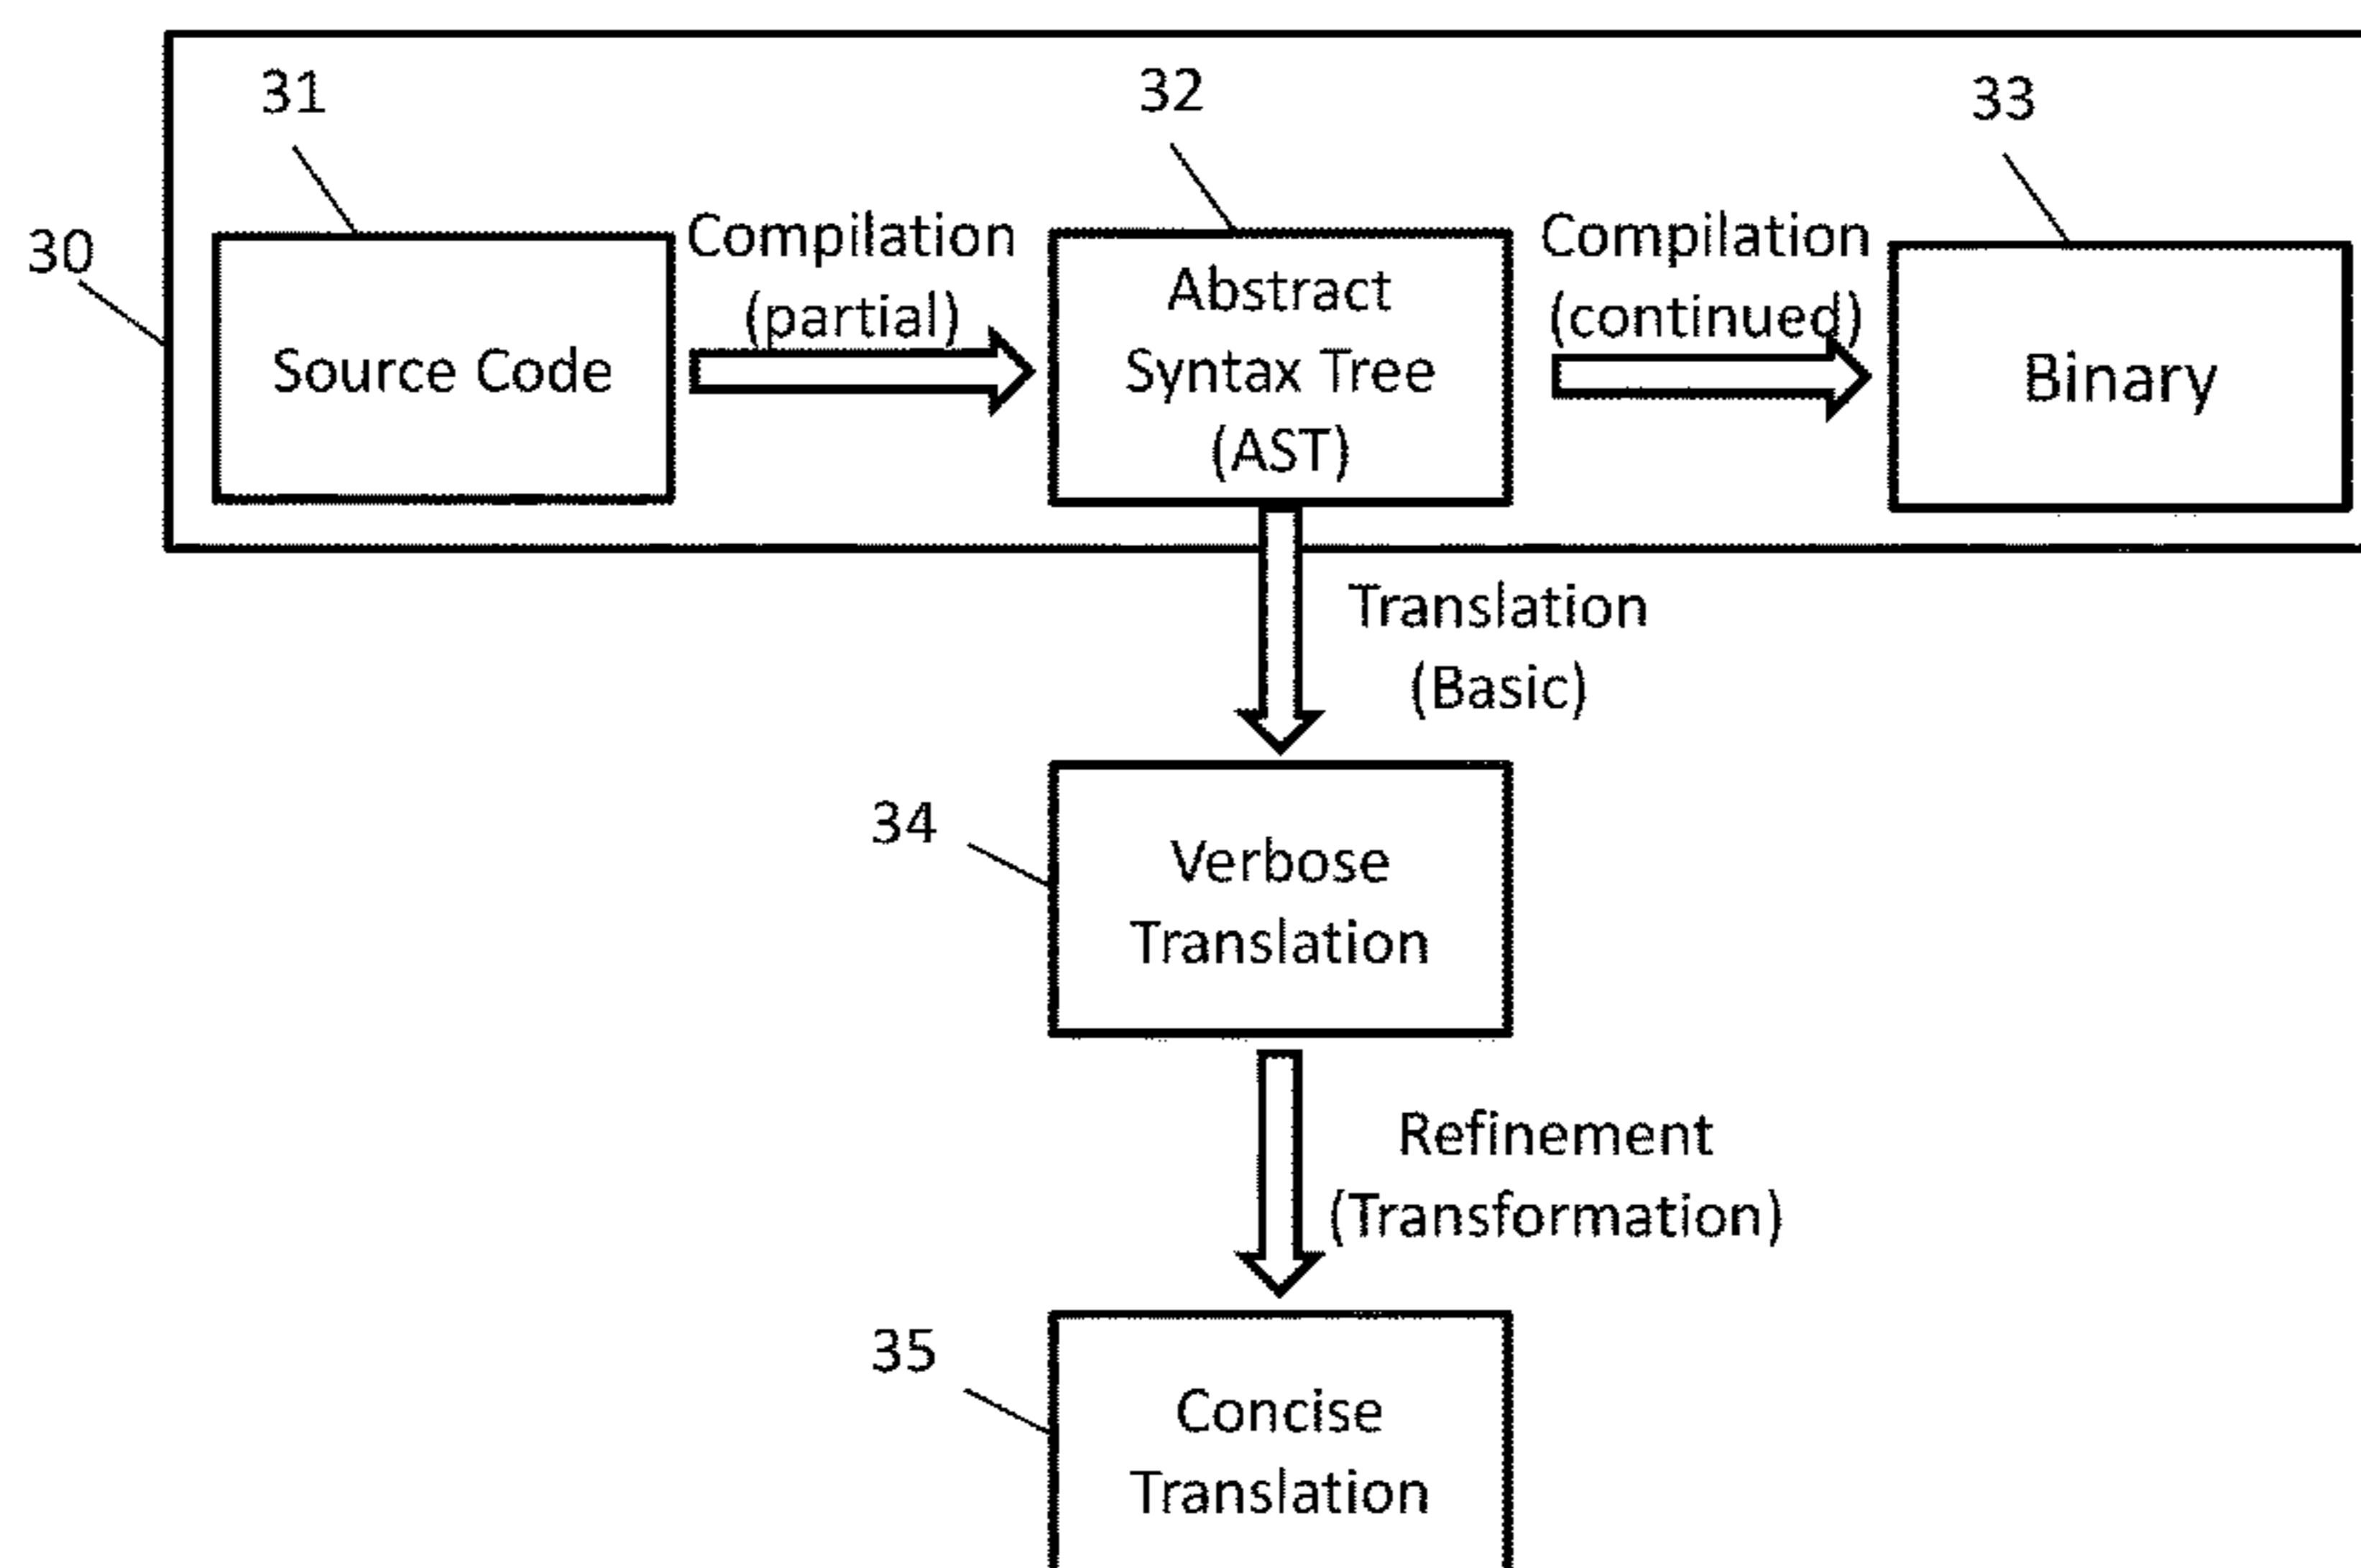 31
32
33
30
Source Code
Compilation
(partial)
Abstract
Syntax Tree
(AST)
Compilation
(continued)
Binary
Translation
(Basic)
34
Verbose
Translation
Refinement
(Transformation)
35
Concise
Translation